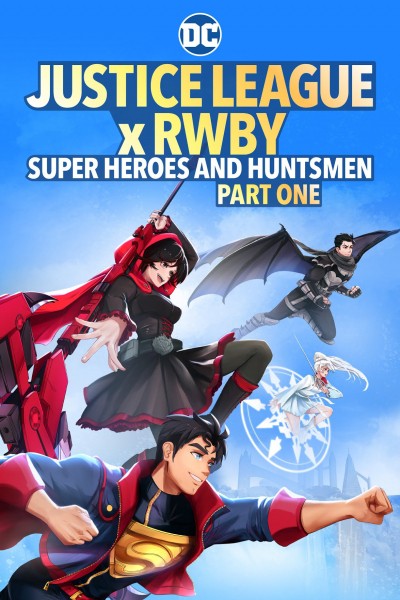 DC
JUSTICE LEAGUE
x RWBY
SUPER HEROES AND HUNTSMEN
PART ONE